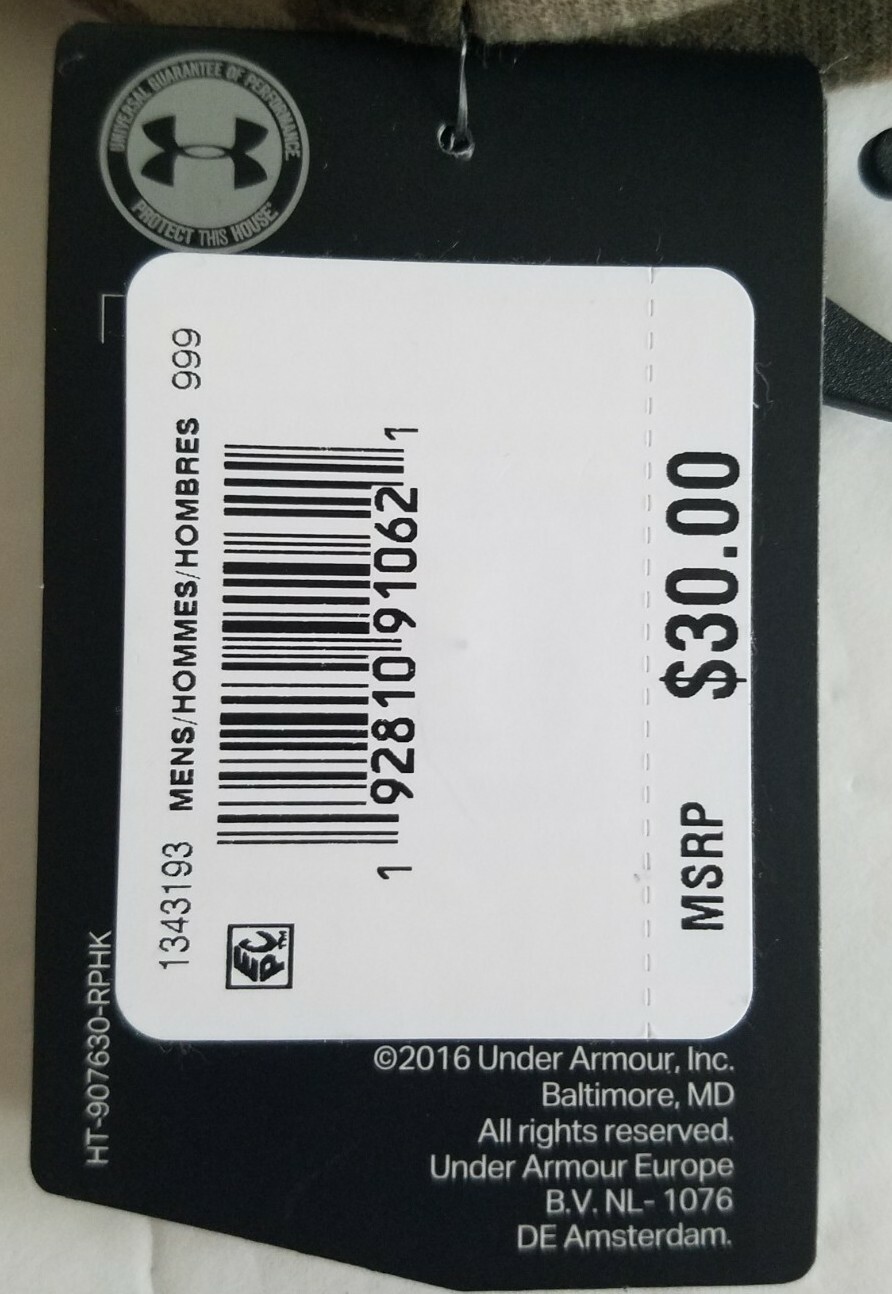 UNIVERSAL GUARANTEE OF PERFORMANCE
PROTECT THIS HOUSE®
HT-907630-RPHK
1343193 MENS/HOMMES/HOMBRES 999
EPC™
1 92810 91062 1
MSRP $30.00
©2016 Under Armour, Inc.
Baltimore, MD
All rights reserved.
Under Armour Europe
B.V. NL- 1076
DE Amsterdam.